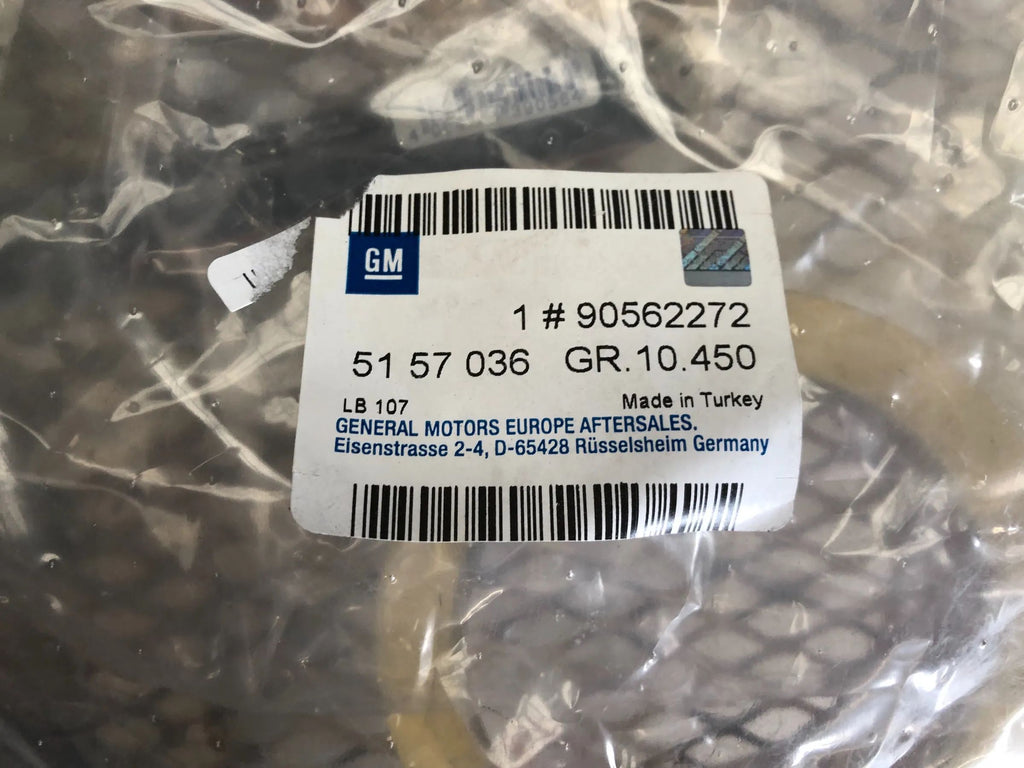 GM
1 # 90562272
51 57 036 GR.10.450
LB 107 Made in Turkey
GENERAL MOTORS EUROPE AFTERSALES.
Eisenstrasse 2-4, D-65428 Rüsselsheim Germany